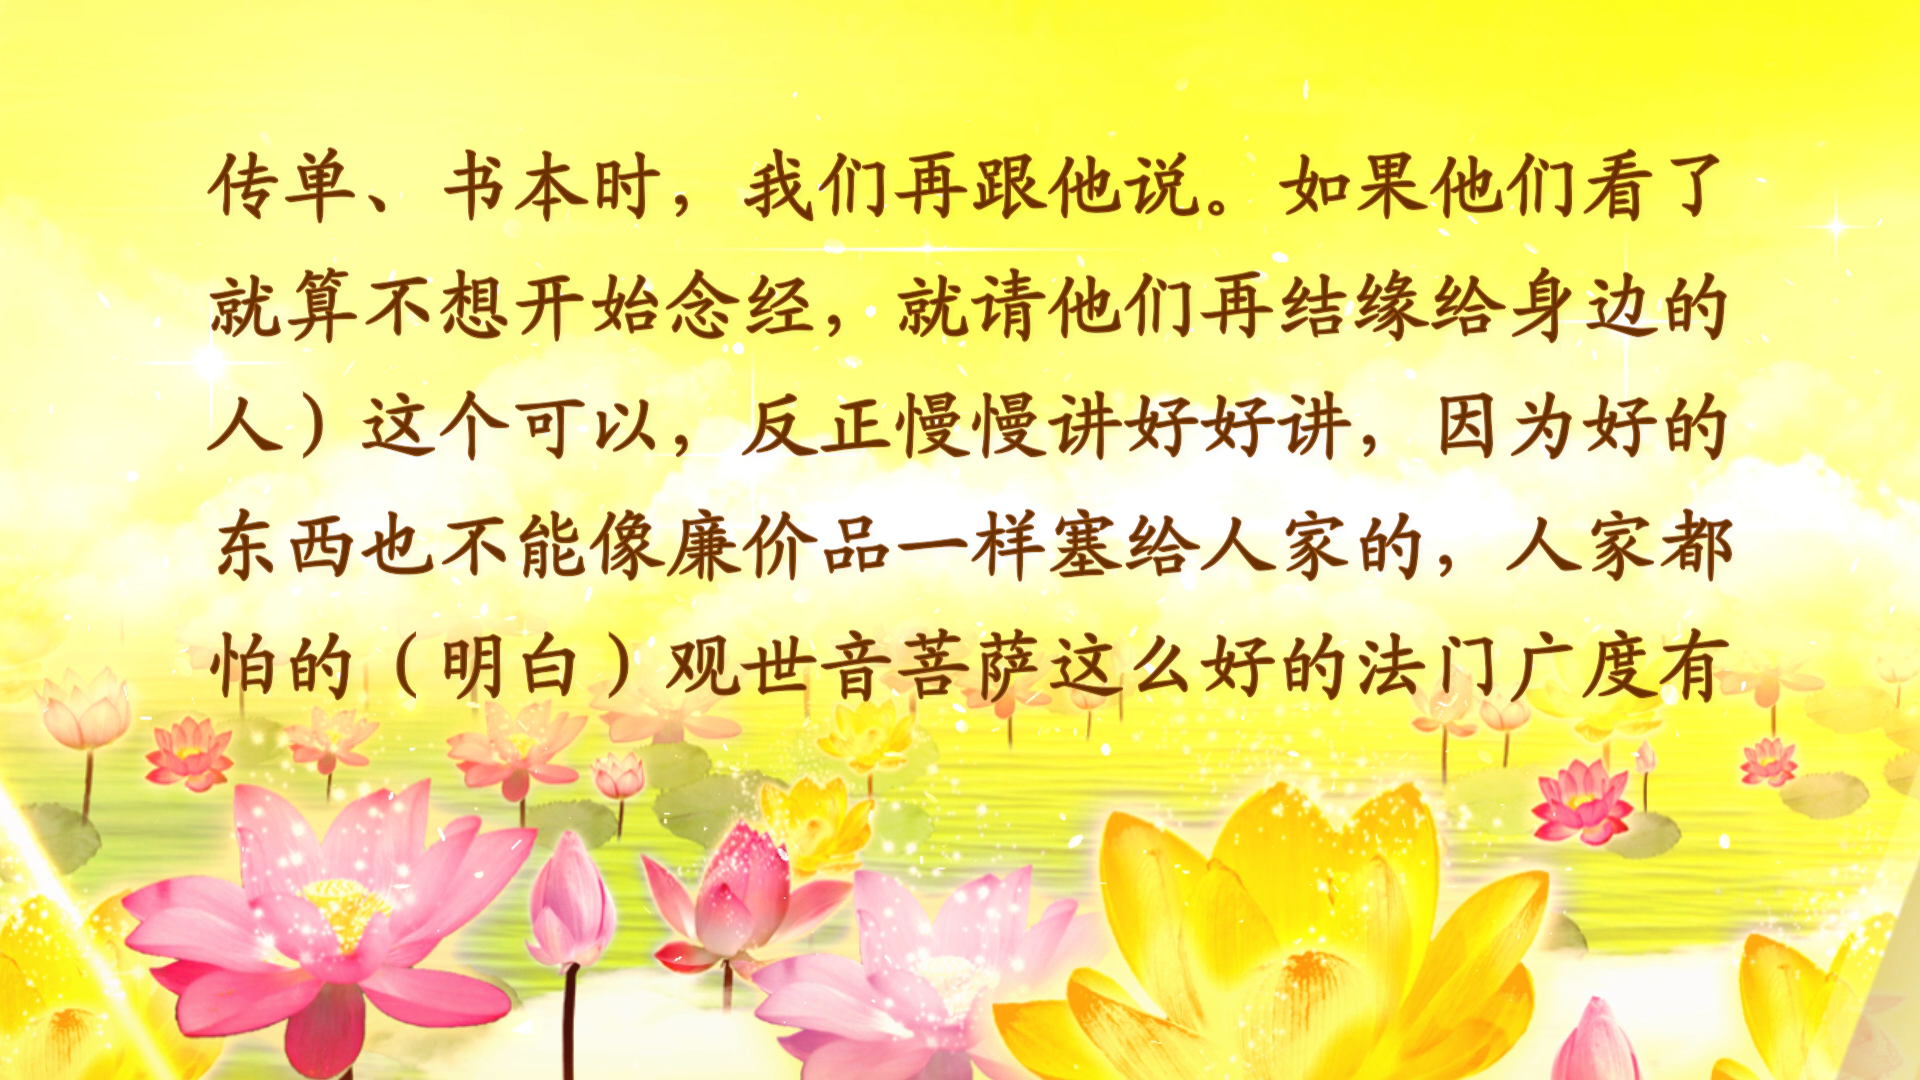 传单、书本时，我们再跟他说。如果他们看了
就算不想开始念经，就请他们再结缘给身边的
人）这个可以，反正慢慢讲好好讲，因为好的
东西也不能像廉价品一样塞给人家的，人家都
怕的（明白）观世音菩萨这么好的法门广度有